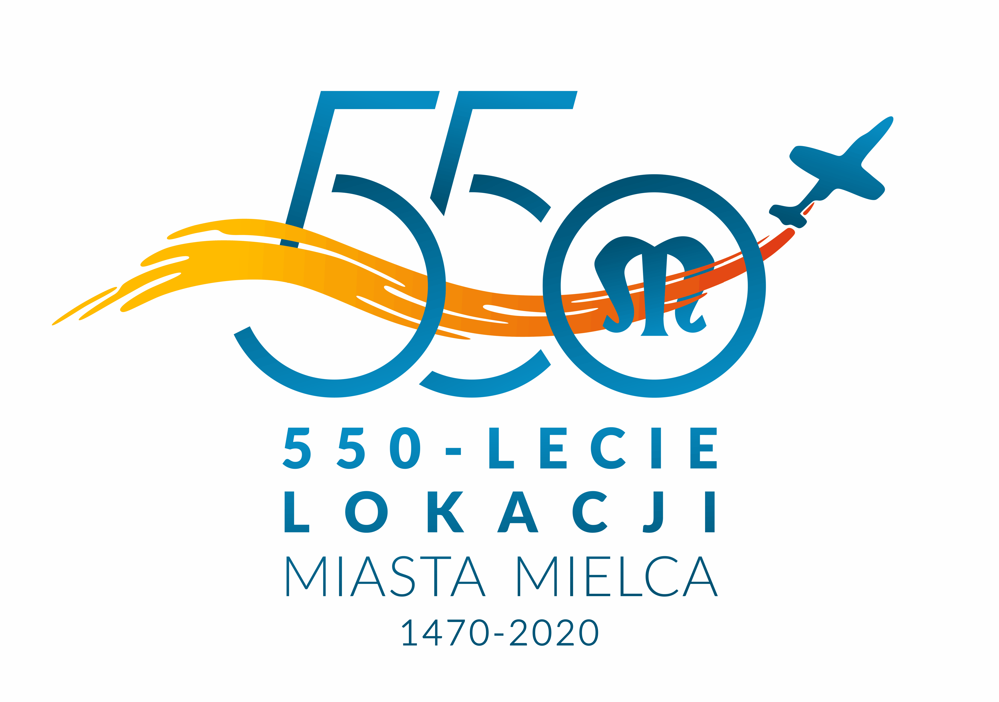 550
M
550-LECIE
LOKACJI
MIASTA MIELCA
1470-2020